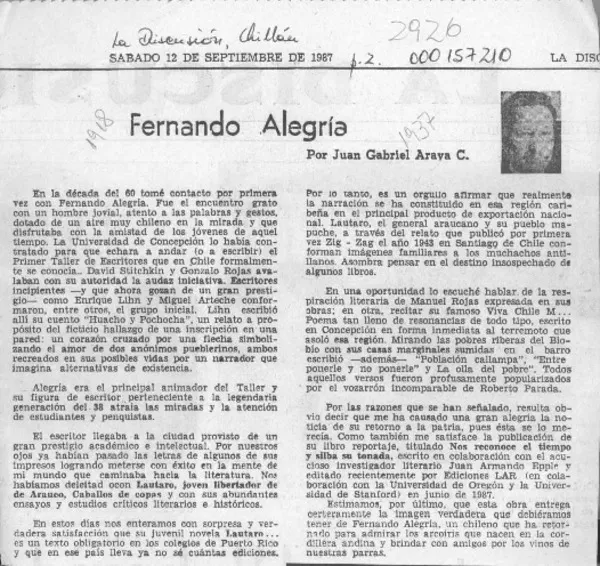 La Discusión, Chillán
2926
SABADO 12 DE SEPTIEMBRE DE 1987
p.2.
000157210
LA DISC
1918
1937
Fernando Alegría
Por Juan Gabriel Araya C.
En la década del 60 tomé contacto por primera
vez con Fernando Alegría. Fue el encuentro grato
con un hombre jovial, atento a las palabras y gestos,
dotado de un aire muy chileno en la mirada y que
disfrutaba con la amistad de los jóvenes de aquel
tiempo. La Universidad de Concepción lo había con-
tratado para que echara a andar (o a escribir) el
Primer Taller de Escritores que en Chile formalmen-
te se conocía.. David Stitchkin y Gonzalo Rojas ava-
laban con su autoridad la audaz iniciativa. Escritores
incipientes —y que ahora gozan de un gran presti-
gio— como Enrique Lihn y Miguel Arteche confor-
maron, entre otros, el grupo inicial. Lihn escribió
allí su cuento "Huacho y Pochocha", un relato a pro-
pósito del ficticio hallazgo de una inscripción en una
pared: un corazón cruzado por una flecha simboli-
zando el amor de dos anónimos pueblerinos, ambos
recreados en sus posibles vidas por un narrador que
imagina alternativas de existencia.
Alegría era el principal animador del Taller y
su figura de escritor perteneciente a la legendaria
generación del 38 atraía las miradas y la atención
de estudiantes y penquistas.
El escritor llegaba a la ciudad provisto de un
gran prestigio académico e intelectual. Por nuestros
ojos ya habían pasado las letras de algunos de sus
impresos logrando meterse con éxito en la mente de
mi mundo que caminaba hacia la literatura. Nos
habíamos deleitado con Lautaro, joven libertador de
de Arauco, Caballos de copas y con sus abundantes
ensayos y estudios críticos literarios e históricos.
En estos días nos enteramos con sorpresa y ver-
dadera satisfacción que su juvenil novela Lautaro...
es un texto obligatorio en los colegios de Puerto Rico
y que en ese país lleva ya no sé cuántas ediciones.
Por lo tanto, es un orgullo afirmar que realmente
la narración se ha constituido en esa región cari-
beña en el principal producto de exportación nacio-
nal. Lautaro, el general araucano y su pueblo ma-
puche, a través del relato que publicó por primera
vez Zig - Zag el año 1943 en Santiago de Chile con-
forman imágenes familiares a los muchachos anti-
llanos. Asombra pensar en el destino insospechado de
algunos libros.
En una oportunidad lo escuché hablar de la res-
piración literaria de Manuel Rojas expresada en sus
obras; en otra, recitar su famoso Viva Chile M...
Poema tan lleno de resonancias de todo tipo, escrito
en Concepción en forma inmediata al terremoto que
asoló esa región. Mirando las pobres riberas del Bío-
bío con sus casas marginales sumidas en el barro
escribió —además— "Población callampa", "Entre
ponerle y no ponerle" y La olla del pobre". Todos
aquellos versos fueron profusamente popularizados
por el vozarrón incomparable de Roberto Parada.
Por las razones que se han señalado, resulta ob-
vio decir que me ha causado una gran alegría la no-
ticia de su retorno a la patria, pues ésta se lo me-
recía. Como también me satisface la publicación de
su libro reportaje, titulado Nos reconoce el tiempo
y silba su tonada, escrito en colaboración con el acu-
cioso investigador literario Juan Armando Epple y
editado recientemente por Ediciones LAR (en cola-
boración con la Universidad de Oregón y la Univer-
sidad de Stanford) en junio de 1987.
Estimamos, por último, que esta obra entrega
certeramente la imagen verdadera que debiéramos
tener de Fernando Alegría, un chileno que ha retor-
nado para admirar los arcoiris que nacen en la cor-
dillera andina y brindar con amigos por los vinos de
nuestras parras.